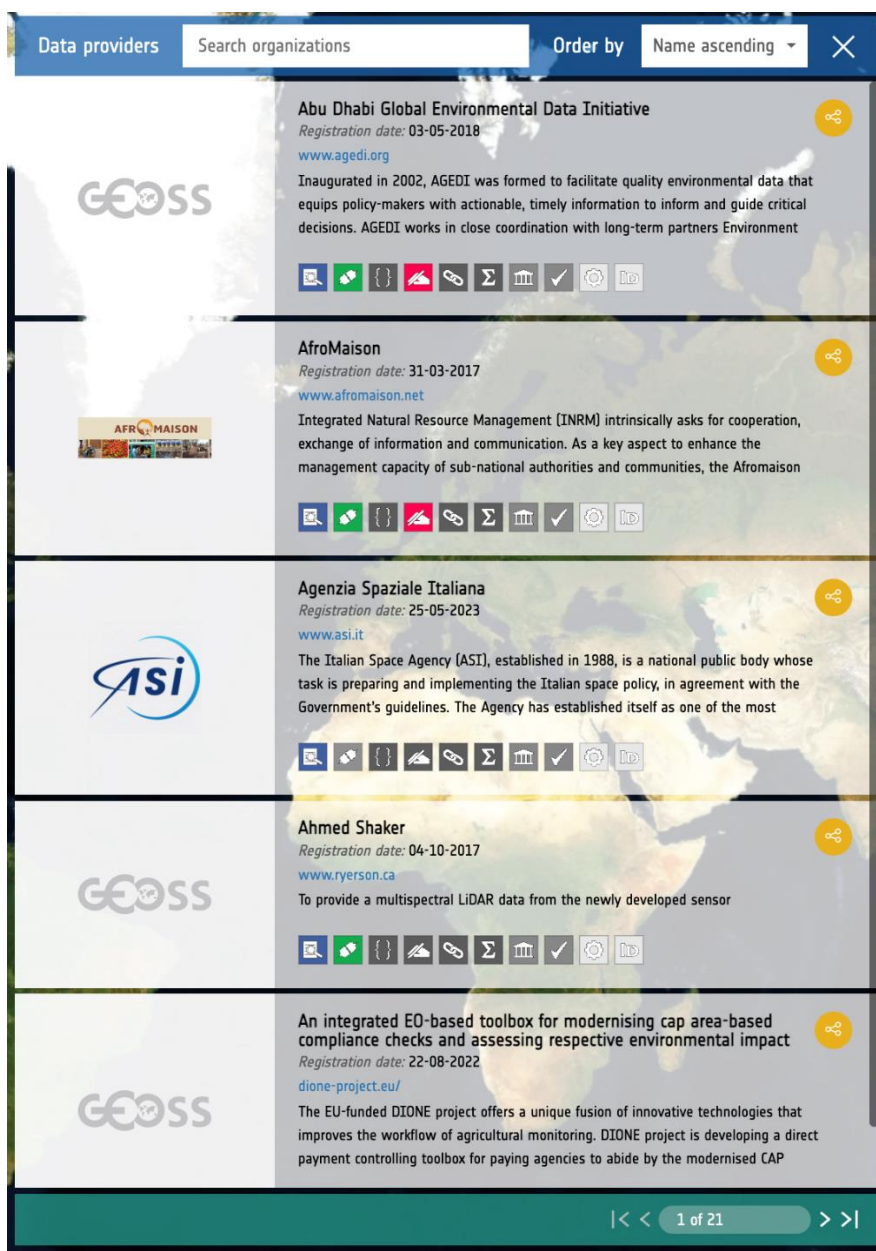 Data providers
Search organizations
Order by
Name ascending
Abu Dhabi Global Environmental Data Initiative
Registration date: 03-05-2018
www.agedi.org
Inaugurated in 2002, AGEDI was formed to facilitate quality environmental data that
equips policy-makers with actionable, timely information to inform and guide critical
decisions. AGEDI works in close coordination with long-term partners Environment
GEOSS
{ } Σ ID
AfroMaison
Registration date: 31-03-2017
www.afromaison.net
Integrated Natural Resource Management (INRM) intrinsically asks for cooperation,
exchange of information and communication. As a key aspect to enhance the
management capacity of sub-national authorities and communities, the Afromaison
AFROMAISON
{ } Σ ID
Agenzia Spaziale Italiana
Registration date: 25-05-2023
www.asi.it
The Italian Space Agency (ASI), established in 1988, is a national public body whose
task is preparing and implementing the Italian space policy, in agreement with the
Government's guidelines. The Agency has established itself as one of the most
asi
{ } Σ ID
Ahmed Shaker
Registration date: 04-10-2017
www.ryerson.ca
To provide a multispectral LiDAR data from the newly developed sensor
GEOSS
{ } Σ ID
An integrated EO-based toolbox for modernising cap area-based
compliance checks and assessing respective environmental impact
Registration date: 22-08-2022
dione-project.eu/
The EU-funded DIONE project offers a unique fusion of innovative technologies that
improves the workflow of agricultural monitoring. DIONE project is developing a direct
payment controlling toolbox for paying agencies to abide by the modernised CAP
GEOSS
|< < 1 of 21 > >|